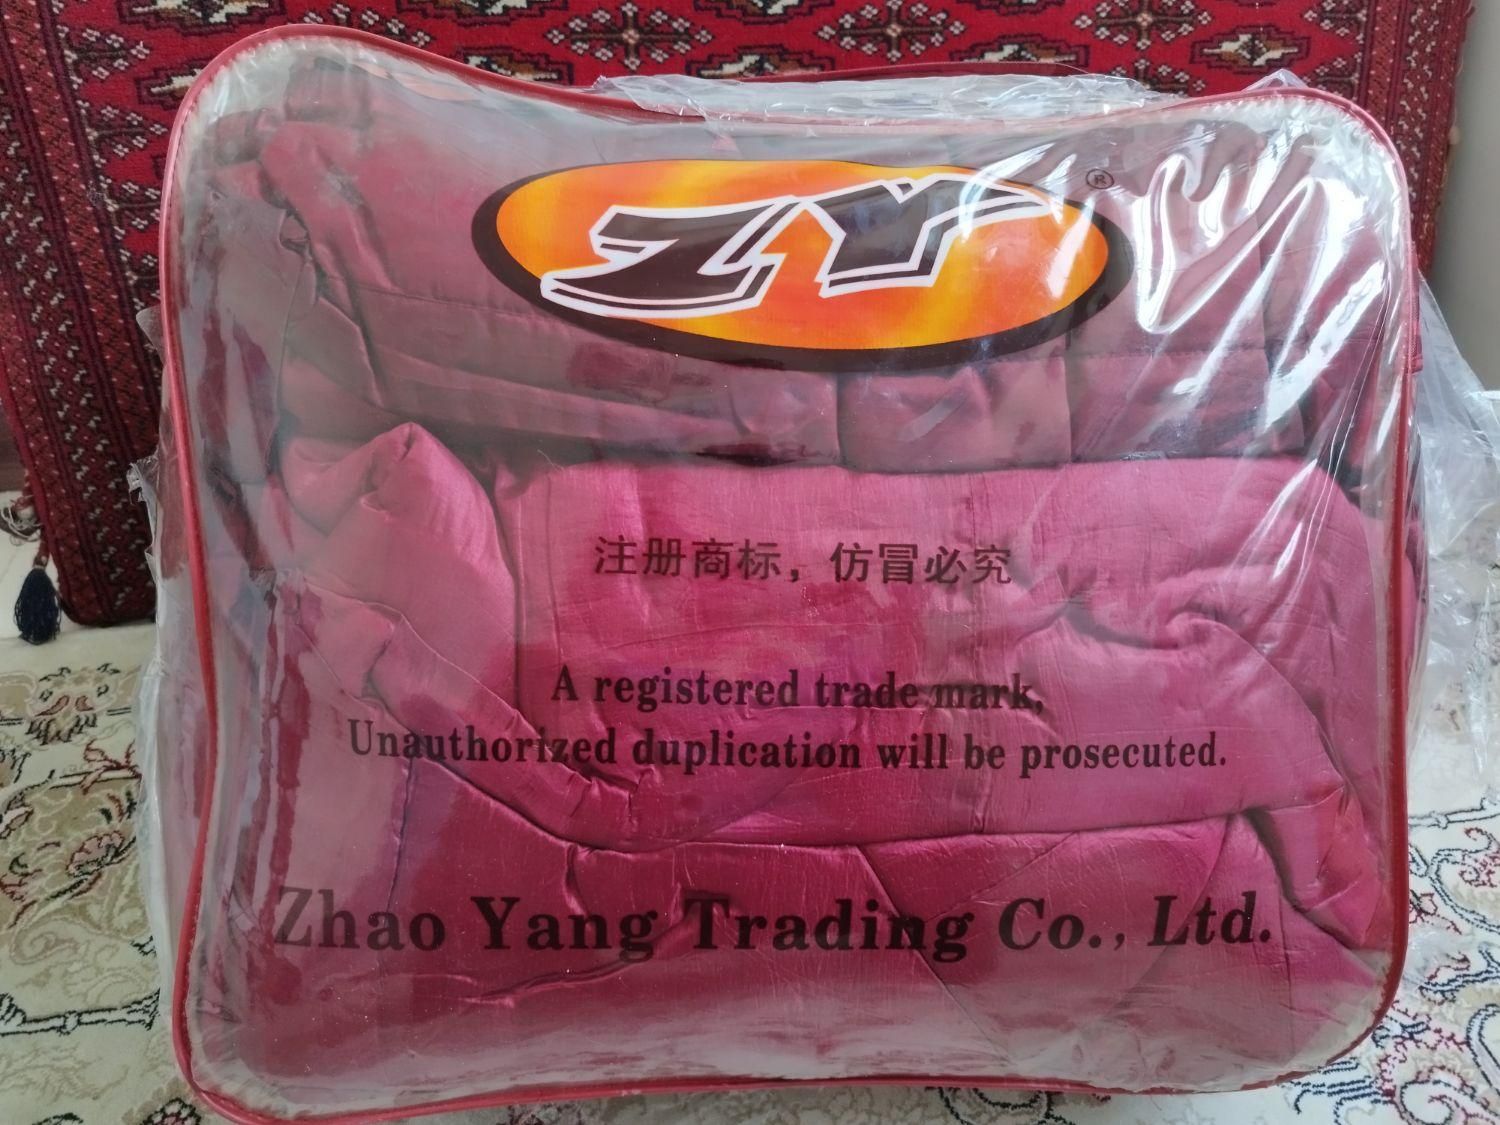 ZY ®
注册商标，仿冒必究
A registered trade mark,
Unauthorized duplication will be prosecuted.
Zhao Yang Trading Co., Ltd.